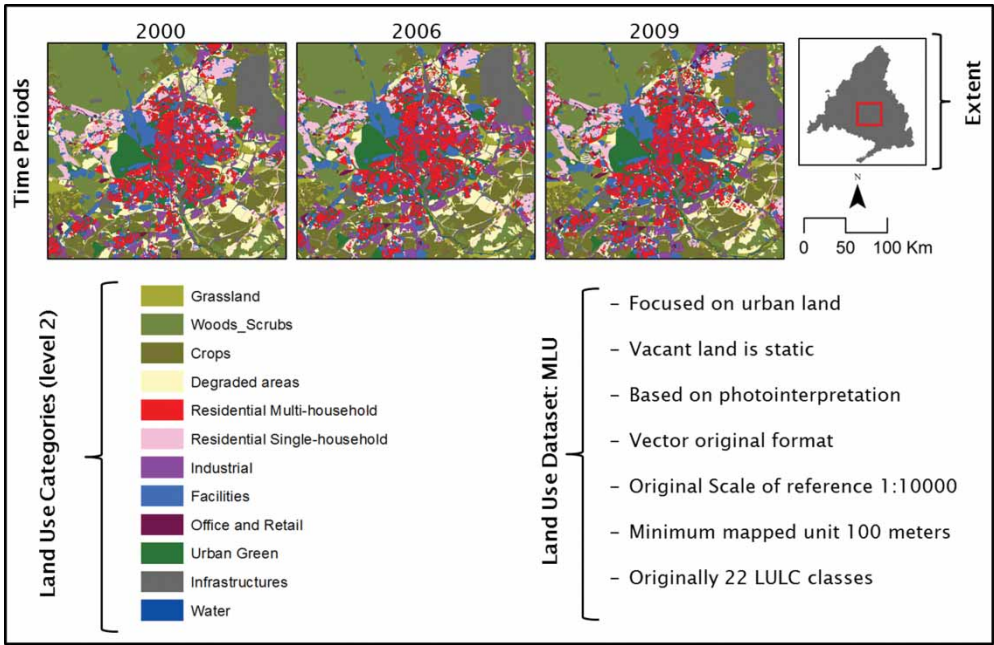 2000
2006
2009
Time Periods
Extent
N
0 50 100 Km
Land Use Categories (level 2)
Grassland
Woods_Scrubs
Crops
Degraded areas
Residential Multi-household
Residential Single-household
Industrial
Facilities
Office and Retail
Urban Green
Infrastructures
Water
Land Use Dataset: MLU
– Focused on urban land
– Vacant land is static
– Based on photointerpretation
– Vector original format
– Original Scale of reference 1:10000
– Minimum mapped unit 100 meters
– Originally 22 LULC classes